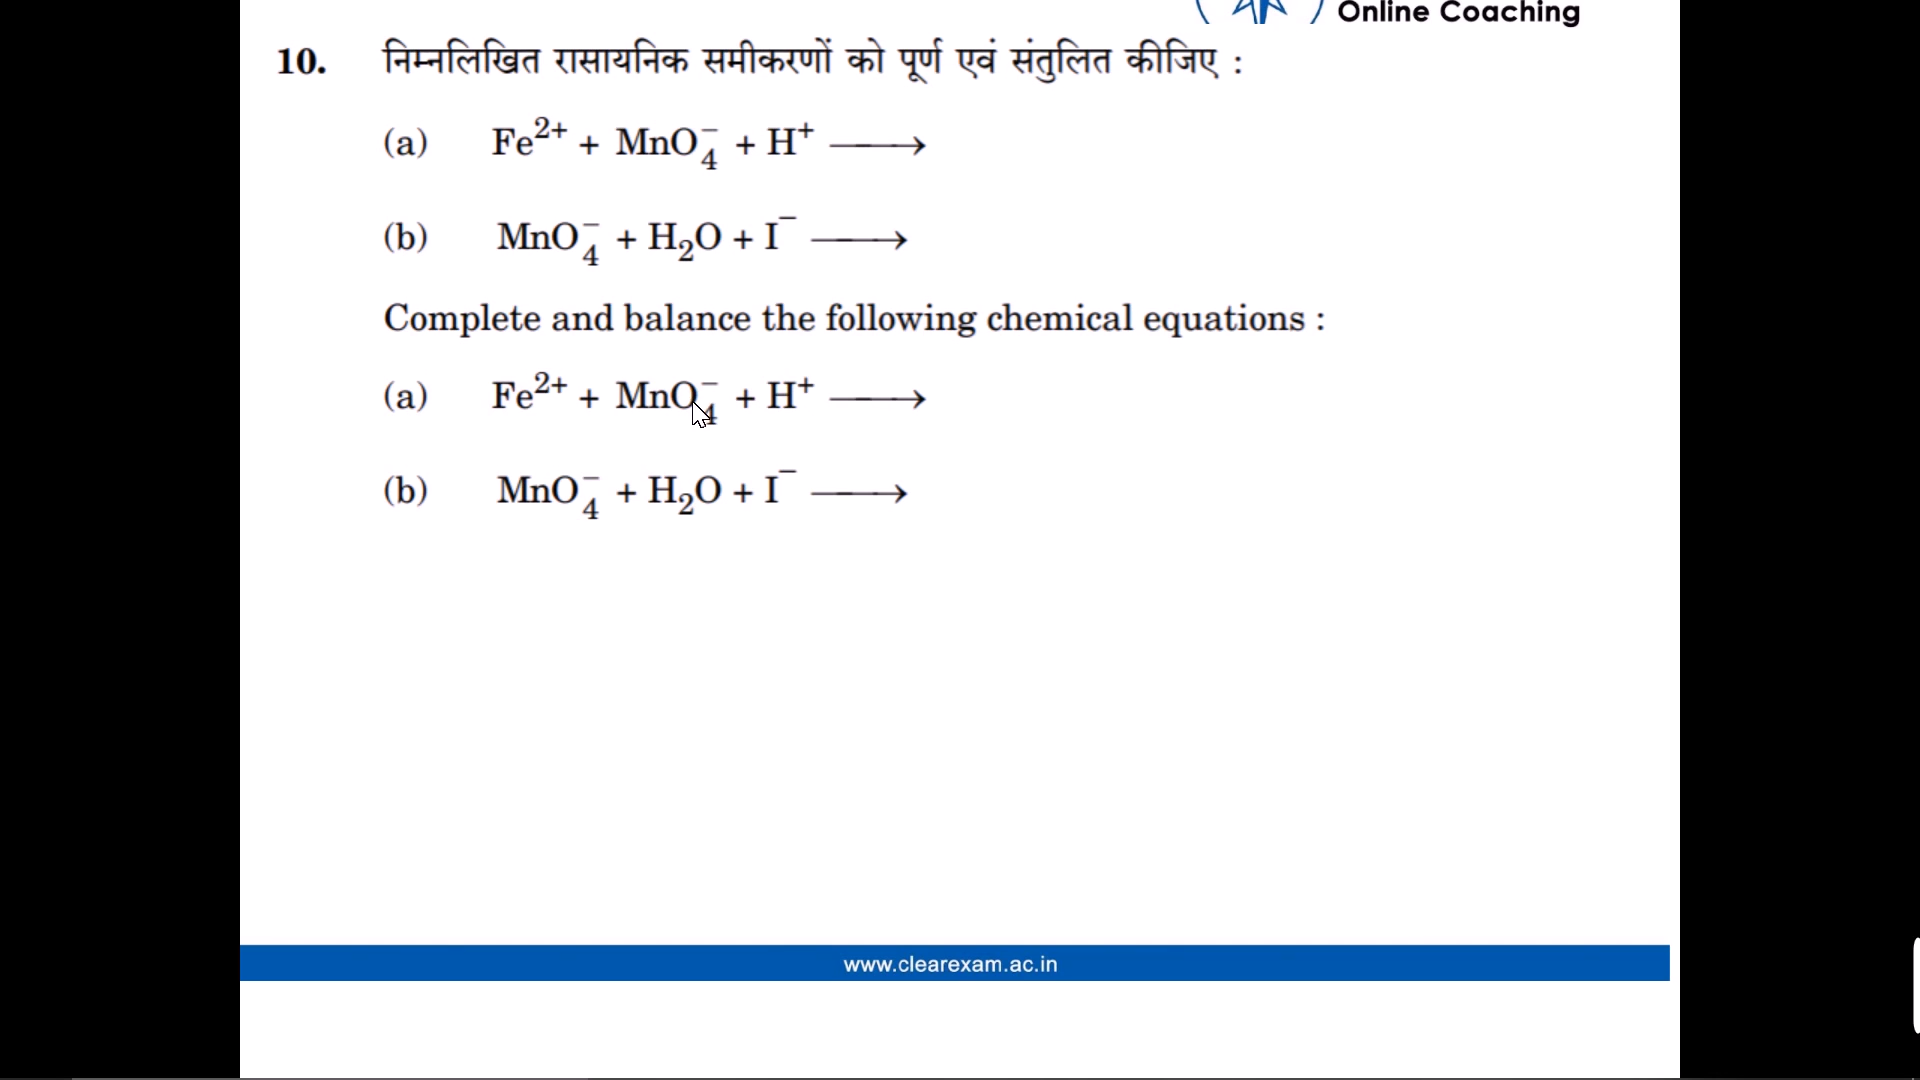 Online Coaching
10. निम्नलिखित रासायनिक समीकरणों को पूर्ण एवं संतुलित कीजिए :
(a) Fe²⁺ + MnO₄⁻ + H⁺ ⟶
(b) MnO₄⁻ + H₂O + I⁻ ⟶
Complete and balance the following chemical equations :
(a) Fe²⁺ + MnO₄⁻ + H⁺ ⟶
(b) MnO₄⁻ + H₂O + I⁻ ⟶
www.clearexam.ac.in